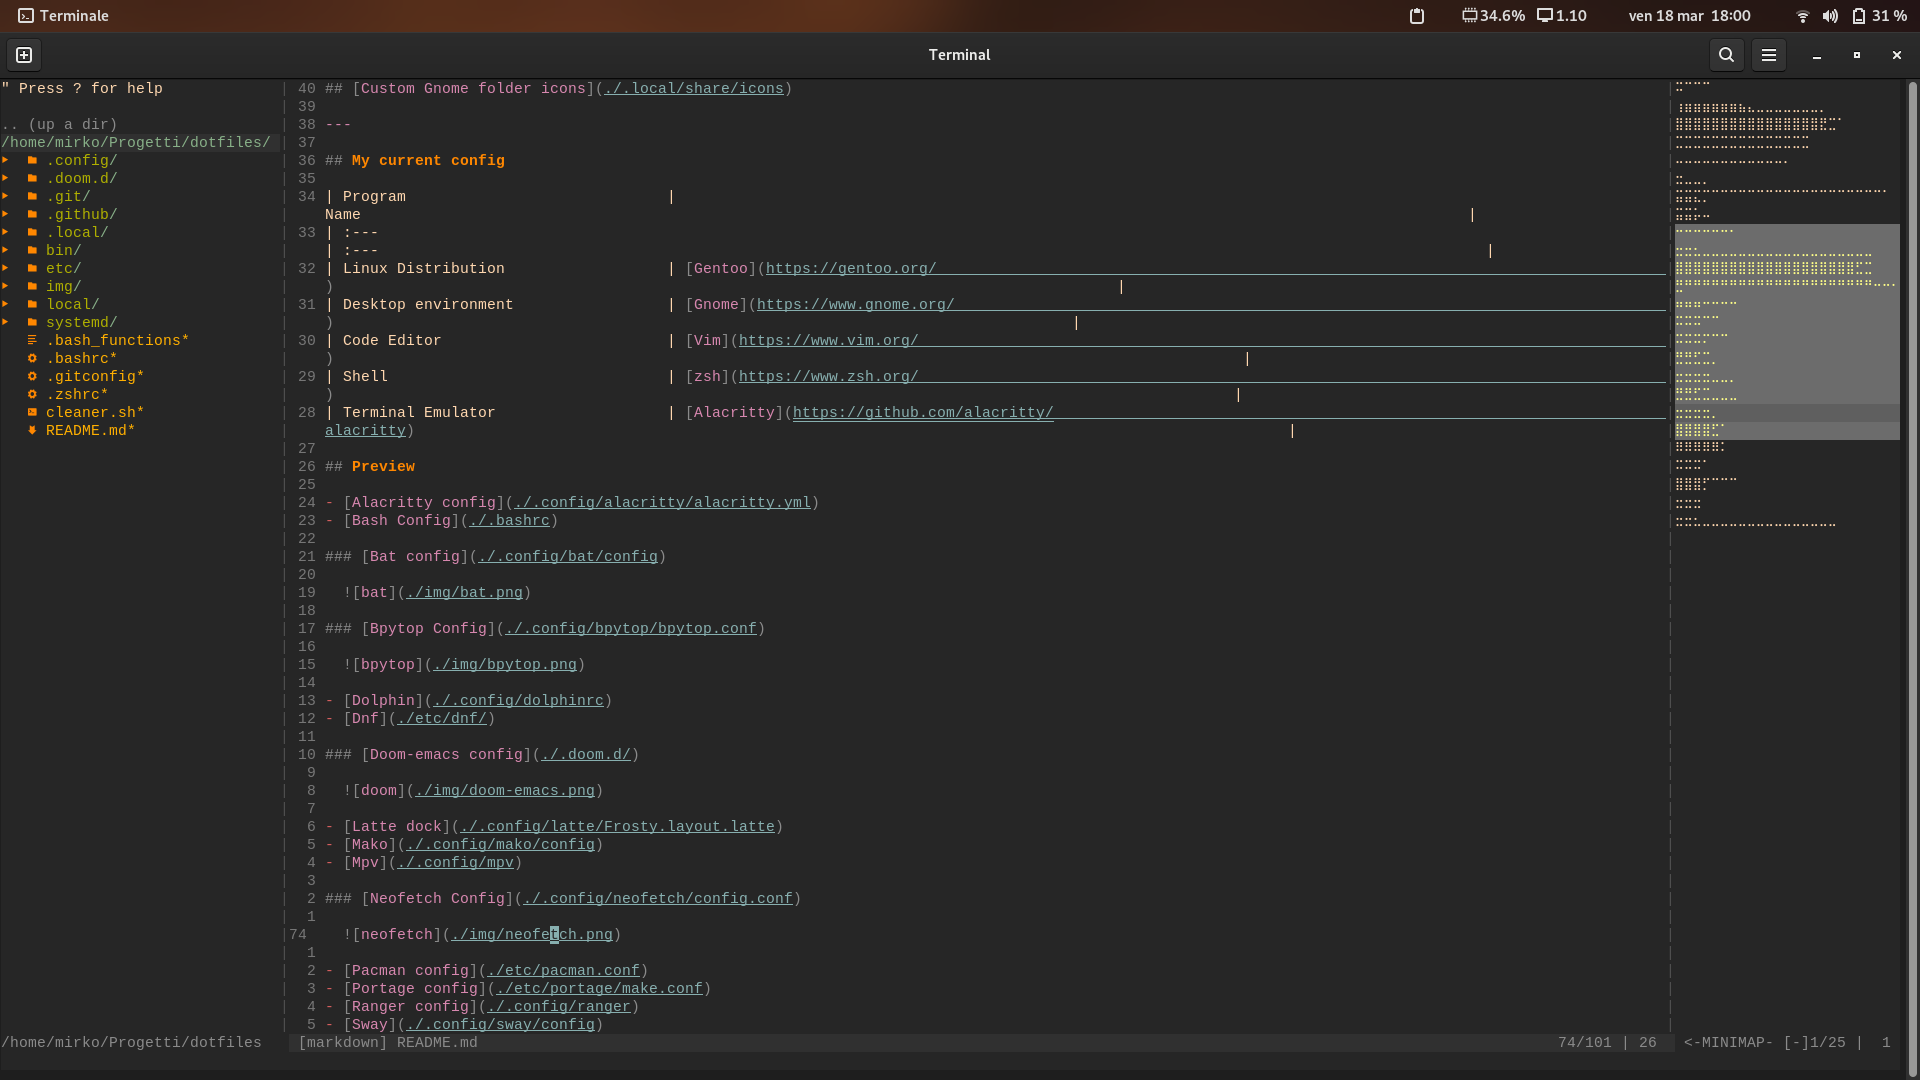 Terminale
34.6% 1.10 ven 18 mar 18:00 31 %
Terminal
" Press ? for help
.. (up a dir)
/home/mirko/Progetti/dotfiles/
.config/
.doom.d/
.git/
.github/
.local/
bin/
etc/
img/
local/
systemd/
.bash_functions*
.bashrc*
.gitconfig*
.zshrc*
cleaner.sh*
README.md*
40 ## [Custom Gnome folder icons](./.local/share/icons)
39
38 ---
37
36 ## My current config
35
34 | Program |
Name |
33 | :---
| :--- |
32 | Linux Distribution | [Gentoo](https://gentoo.org/
) |
31 | Desktop environment | [Gnome](https://www.gnome.org/
) |
30 | Code Editor | [Vim](https://www.vim.org/
) |
29 | Shell | [zsh](https://www.zsh.org/
) |
28 | Terminal Emulator | [Alacritty](https://github.com/alacritty/
alacritty) |
27
26 ## Preview
25
24 - [Alacritty config](./.config/alacritty/alacritty.yml)
23 - [Bash Config](./.bashrc)
22
21 ### [Bat config](./.config/bat/config)
20
19 ![bat](./img/bat.png)
18
17 ### [Bpytop Config](./.config/bpytop/bpytop.conf)
16
15 ![bpytop](./img/bpytop.png)
14
13 - [Dolphin](./.config/dolphinrc)
12 - [Dnf](./etc/dnf/)
11
10 ### [Doom-emacs config](./.doom.d/)
9
8 ![doom](./img/doom-emacs.png)
7
6 - [Latte dock](./.config/latte/Frosty.layout.latte)
5 - [Mako](./.config/mako/config)
4 - [Mpv](./.config/mpv)
3
2 ### [Neofetch Config](./.config/neofetch/config.conf)
1
74 ![neofetch](./img/neofetch.png)
1
2 - [Pacman config](./etc/pacman.conf)
3 - [Portage config](./etc/portage/make.conf)
4 - [Ranger config](./.config/ranger)
5 - [Sway](./.config/sway/config)
/home/mirko/Progetti/dotfiles [markdown] README.md 74/101 | 26 <-MINIMAP- [-]1/25 | 1